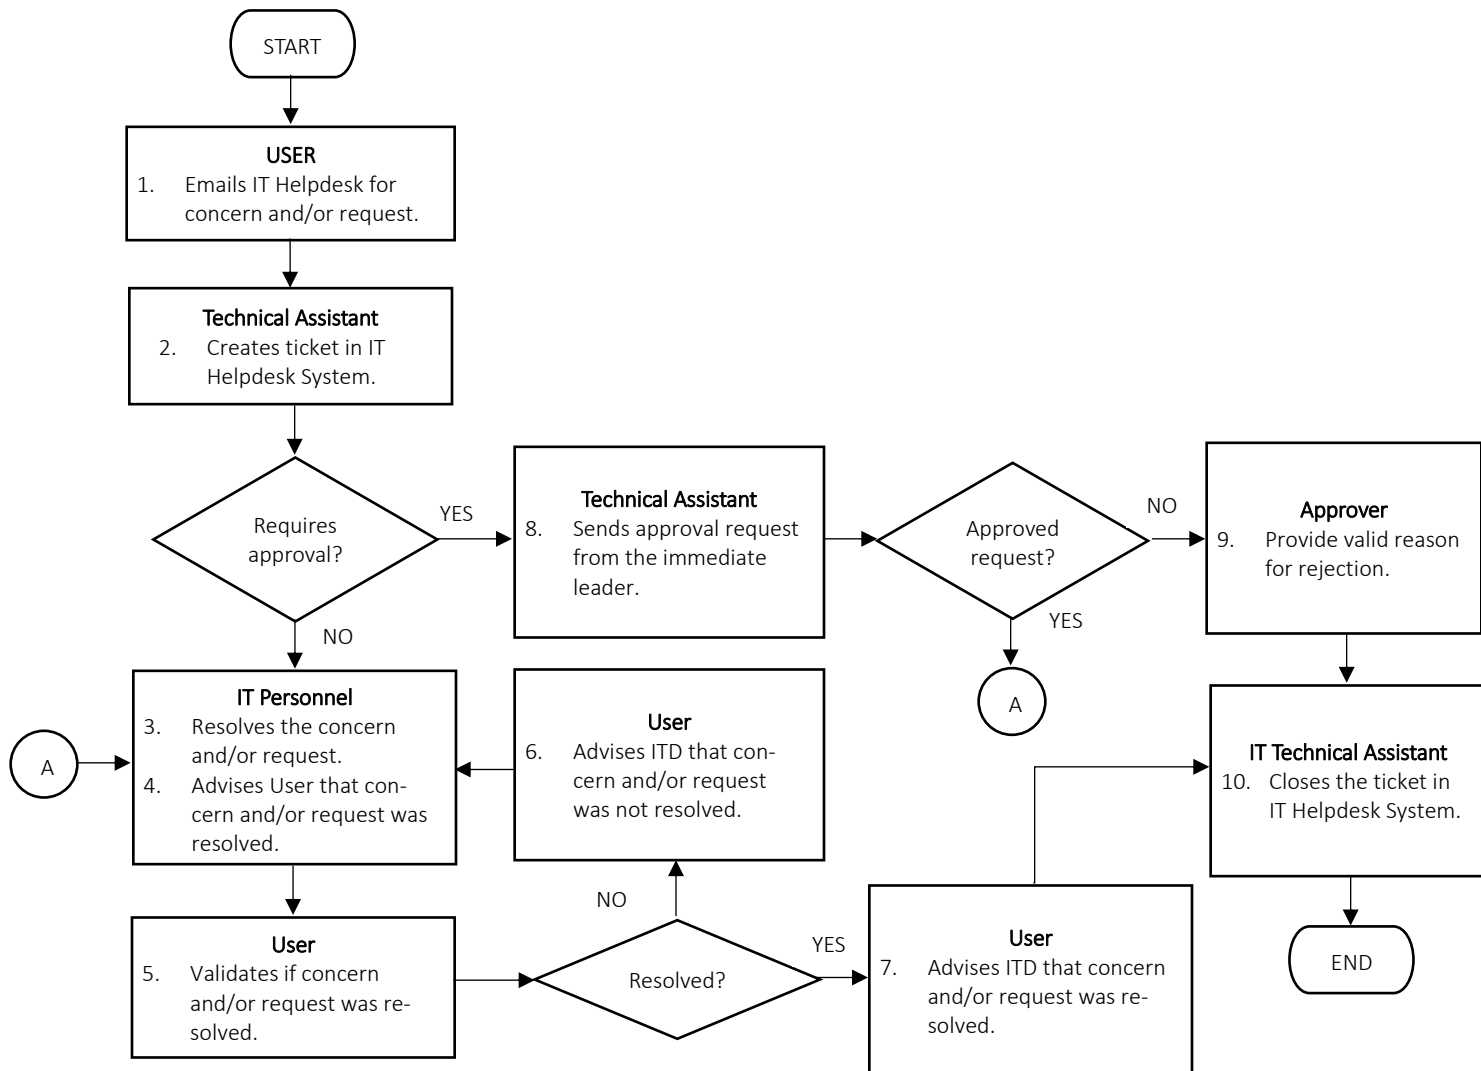 START
USER
1. Emails IT Helpdesk for
concern and/or request.
Technical Assistant
2. Creates ticket in IT
Helpdesk System.
Requires
approval?
YES
NO
Technical Assistant
8. Sends approval request
from the immediate
leader.
Approved
request?
NO
YES
A
Approver
9. Provide valid reason
for rejection.
A
IT Personnel
3. Resolves the concern
and/or request.
4. Advises User that con-
cern and/or request was
resolved.
User
6. Advises ITD that con-
cern and/or request
was not resolved.
IT Technical Assistant
10. Closes the ticket in
IT Helpdesk System.
User
5. Validates if concern
and/or request was re-
solved.
NO
Resolved?
YES
User
7. Advises ITD that concern
and/or request was re-
solved.
END